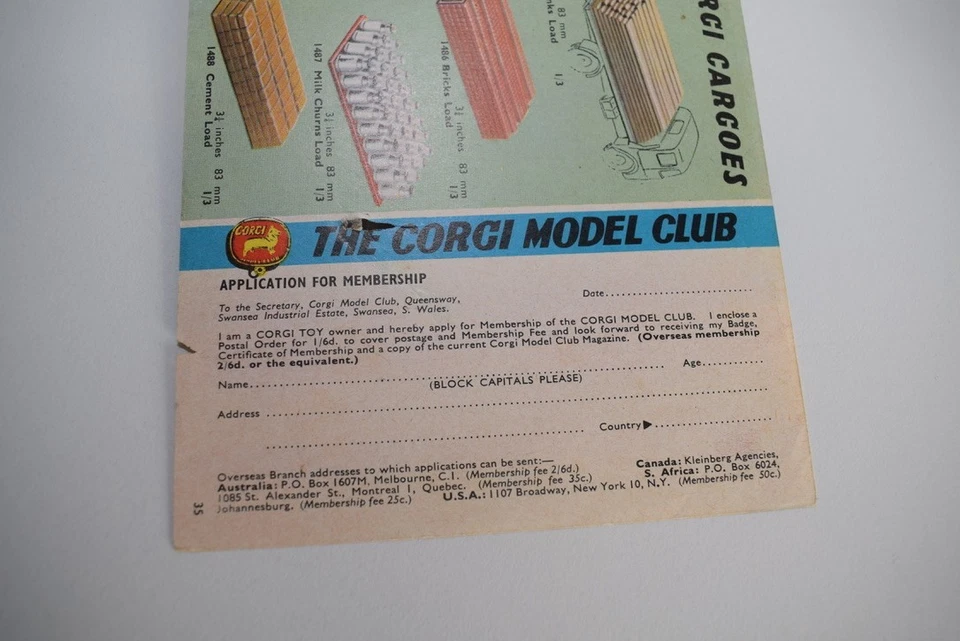 CORGI CARGOES
83 mm
Load
1/3
1486 Bricks Load
3¼ inches 83 mm 1/3
1487 Milk Churns Load
3¼ inches 83 mm 1/3
1488 Cement Load
3¼ inches 83 mm 1/3
CORGI
THE CORGI MODEL CLUB
APPLICATION FOR MEMBERSHIP
To the Secretary, Corgi Model Club, Queensway,
Swansea Industrial Estate, Swansea, S. Wales.
Date
I am a CORGI TOY owner and hereby apply for Membership of the CORGI MODEL CLUB. I enclose a
Postal Order for 1/6d. to cover postage and Membership Fee and look forward to receiving my Badge,
Certificate of Membership and a copy of the current Corgi Model Club Magazine. (Overseas membership
2/6d. or the equivalent.)
Name
Age
(BLOCK CAPITALS PLEASE)
Address
Country
Overseas Branch addresses to which applications can be sent:—
Australia: P.O. Box 1607M, Melbourne, C.1. (Membership fee 2/6d.) Canada: Kleinberg Agencies,
1085 St. Alexander St., Montreal 1, Quebec. (Membership fee 35c.) S. Africa: P.O. Box 6024,
Johannesburg. (Membership fee 25c.) U.S.A.: 1107 Broadway, New York 10, N.Y. (Membership fee 50c.)
35